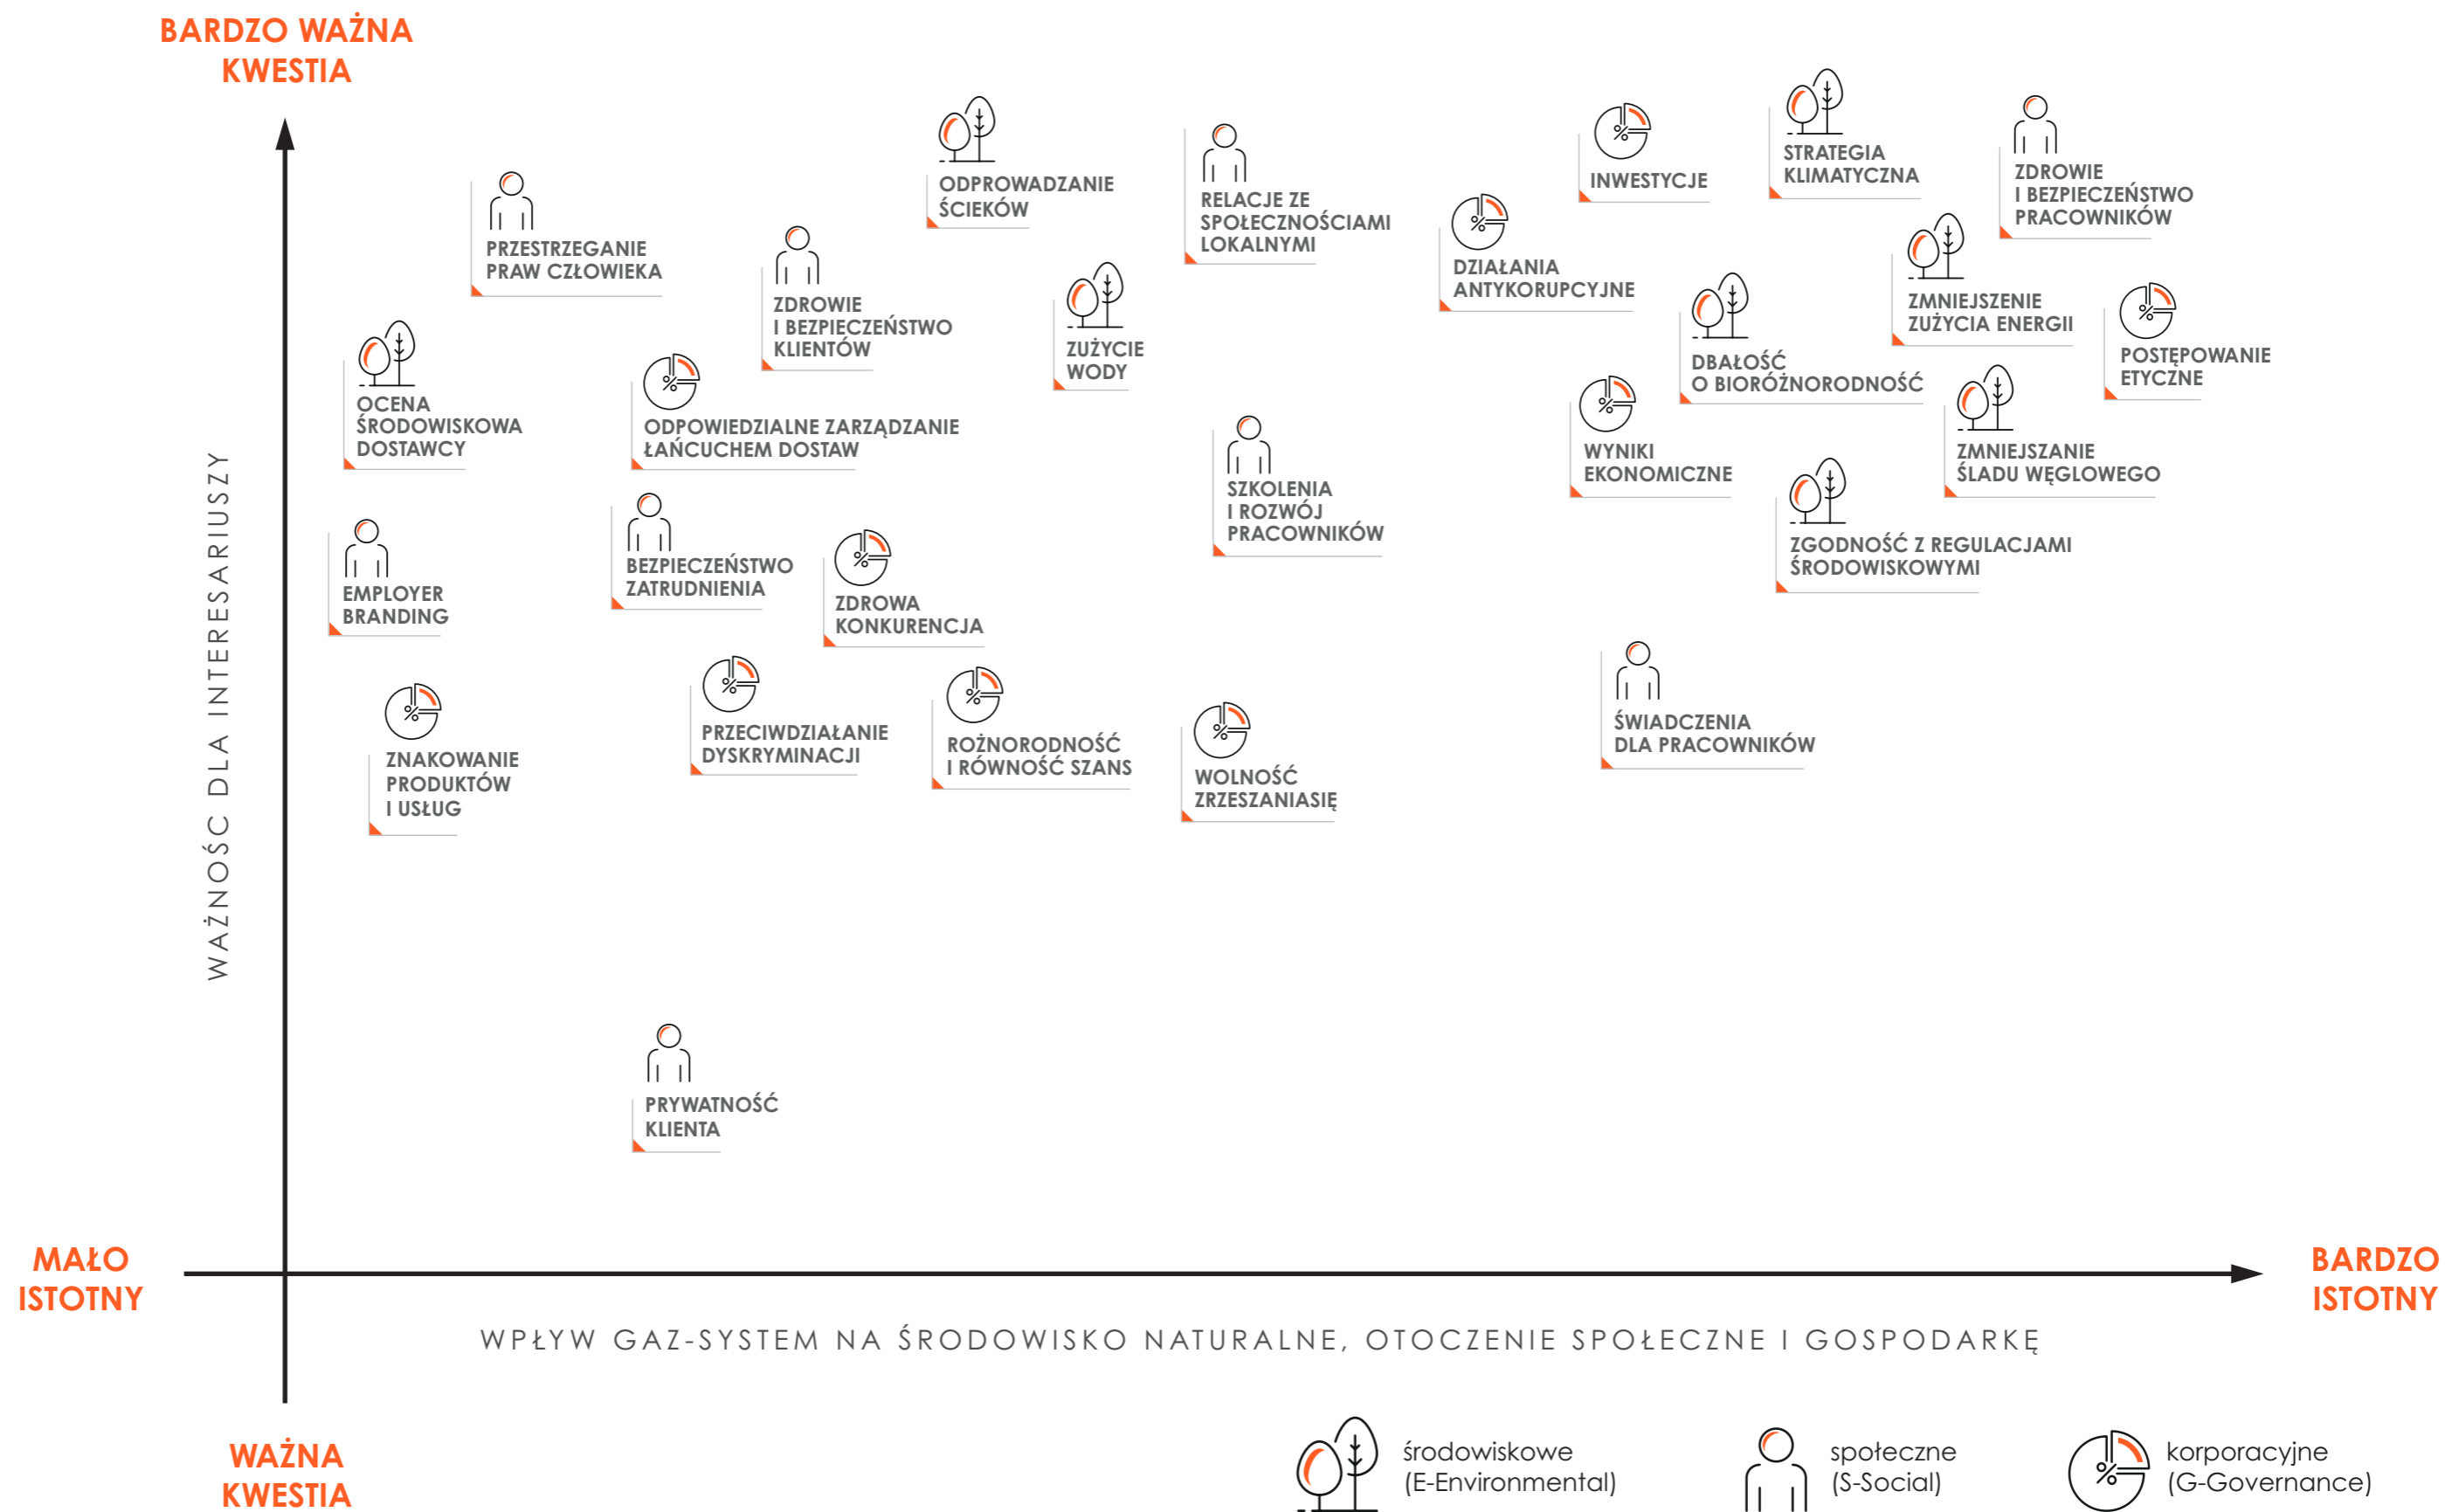 BARDZO WAŻNA
KWESTIA
ODPROWADZANIE
ŚCIEKÓW
RELACJE ZE
SPOŁECZNOŚCIAMI
LOKALNYMI
INWESTYCJE
STRATEGIA
KLIMATYCZNA
ZDROWIE
I BEZPIECZEŃSTWO
PRACOWNIKÓW
PRZESTRZEGANIE
PRAW CZŁOWIEKA
ZDROWIE
I BEZPIECZEŃSTWO
KLIENTÓW
ZUŻYCIE
WODY
DZIAŁANIA
ANTYKORUPCYJNE
ZMNIEJSZENIE
ZUŻYCIA ENERGII
DBAŁOŚĆ
O BIORÓŻNORODNOŚĆ
POSTĘPOWANIE
ETYCZNE
OCENA
ŚRODOWISKOWA
DOSTAWCY
ODPOWIEDZIALNE ZARZĄDZANIE
ŁAŃCUCHEM DOSTAW
SZKOLENIA
I ROZWÓJ
PRACOWNIKÓW
WYNIKI
EKONOMICZNE
ZMNIEJSZANIE
ŚLADU WĘGLOWEGO
ZGODNOŚĆ Z REGULACJAMI
ŚRODOWISKOWYMI
EMPLOYER
BRANDING
BEZPIECZEŃSTWO
ZATRUDNIENIA
ZDROWA
KONKURENCJA
ZNAKOWANIE
PRODUKTÓW
I USŁUG
PRZECIWDZIAŁANIE
DYSKRYMINACJI
ROŻNORODNOŚĆ
I RÓWNOŚĆ SZANS
WOLNOŚĆ
ZRZESZANIASIĘ
ŚWIADCZENIA
DLA PRACOWNIKÓW
WAŻNOŚC DLA INTERESARIUSZY
PRYWATNOŚĆ
KLIENTA
MAŁO
ISTOTNY
BARDZO
ISTOTNY
WPŁYW GAZ-SYSTEM NA ŚRODOWISKO NATURALNE, OTOCZENIE SPOŁECZNE I GOSPODARKĘ
WAŻNA
KWESTIA
środowiskowe
(E-Environmental)
społeczne
(S-Social)
korporacyjne
(G-Governance)